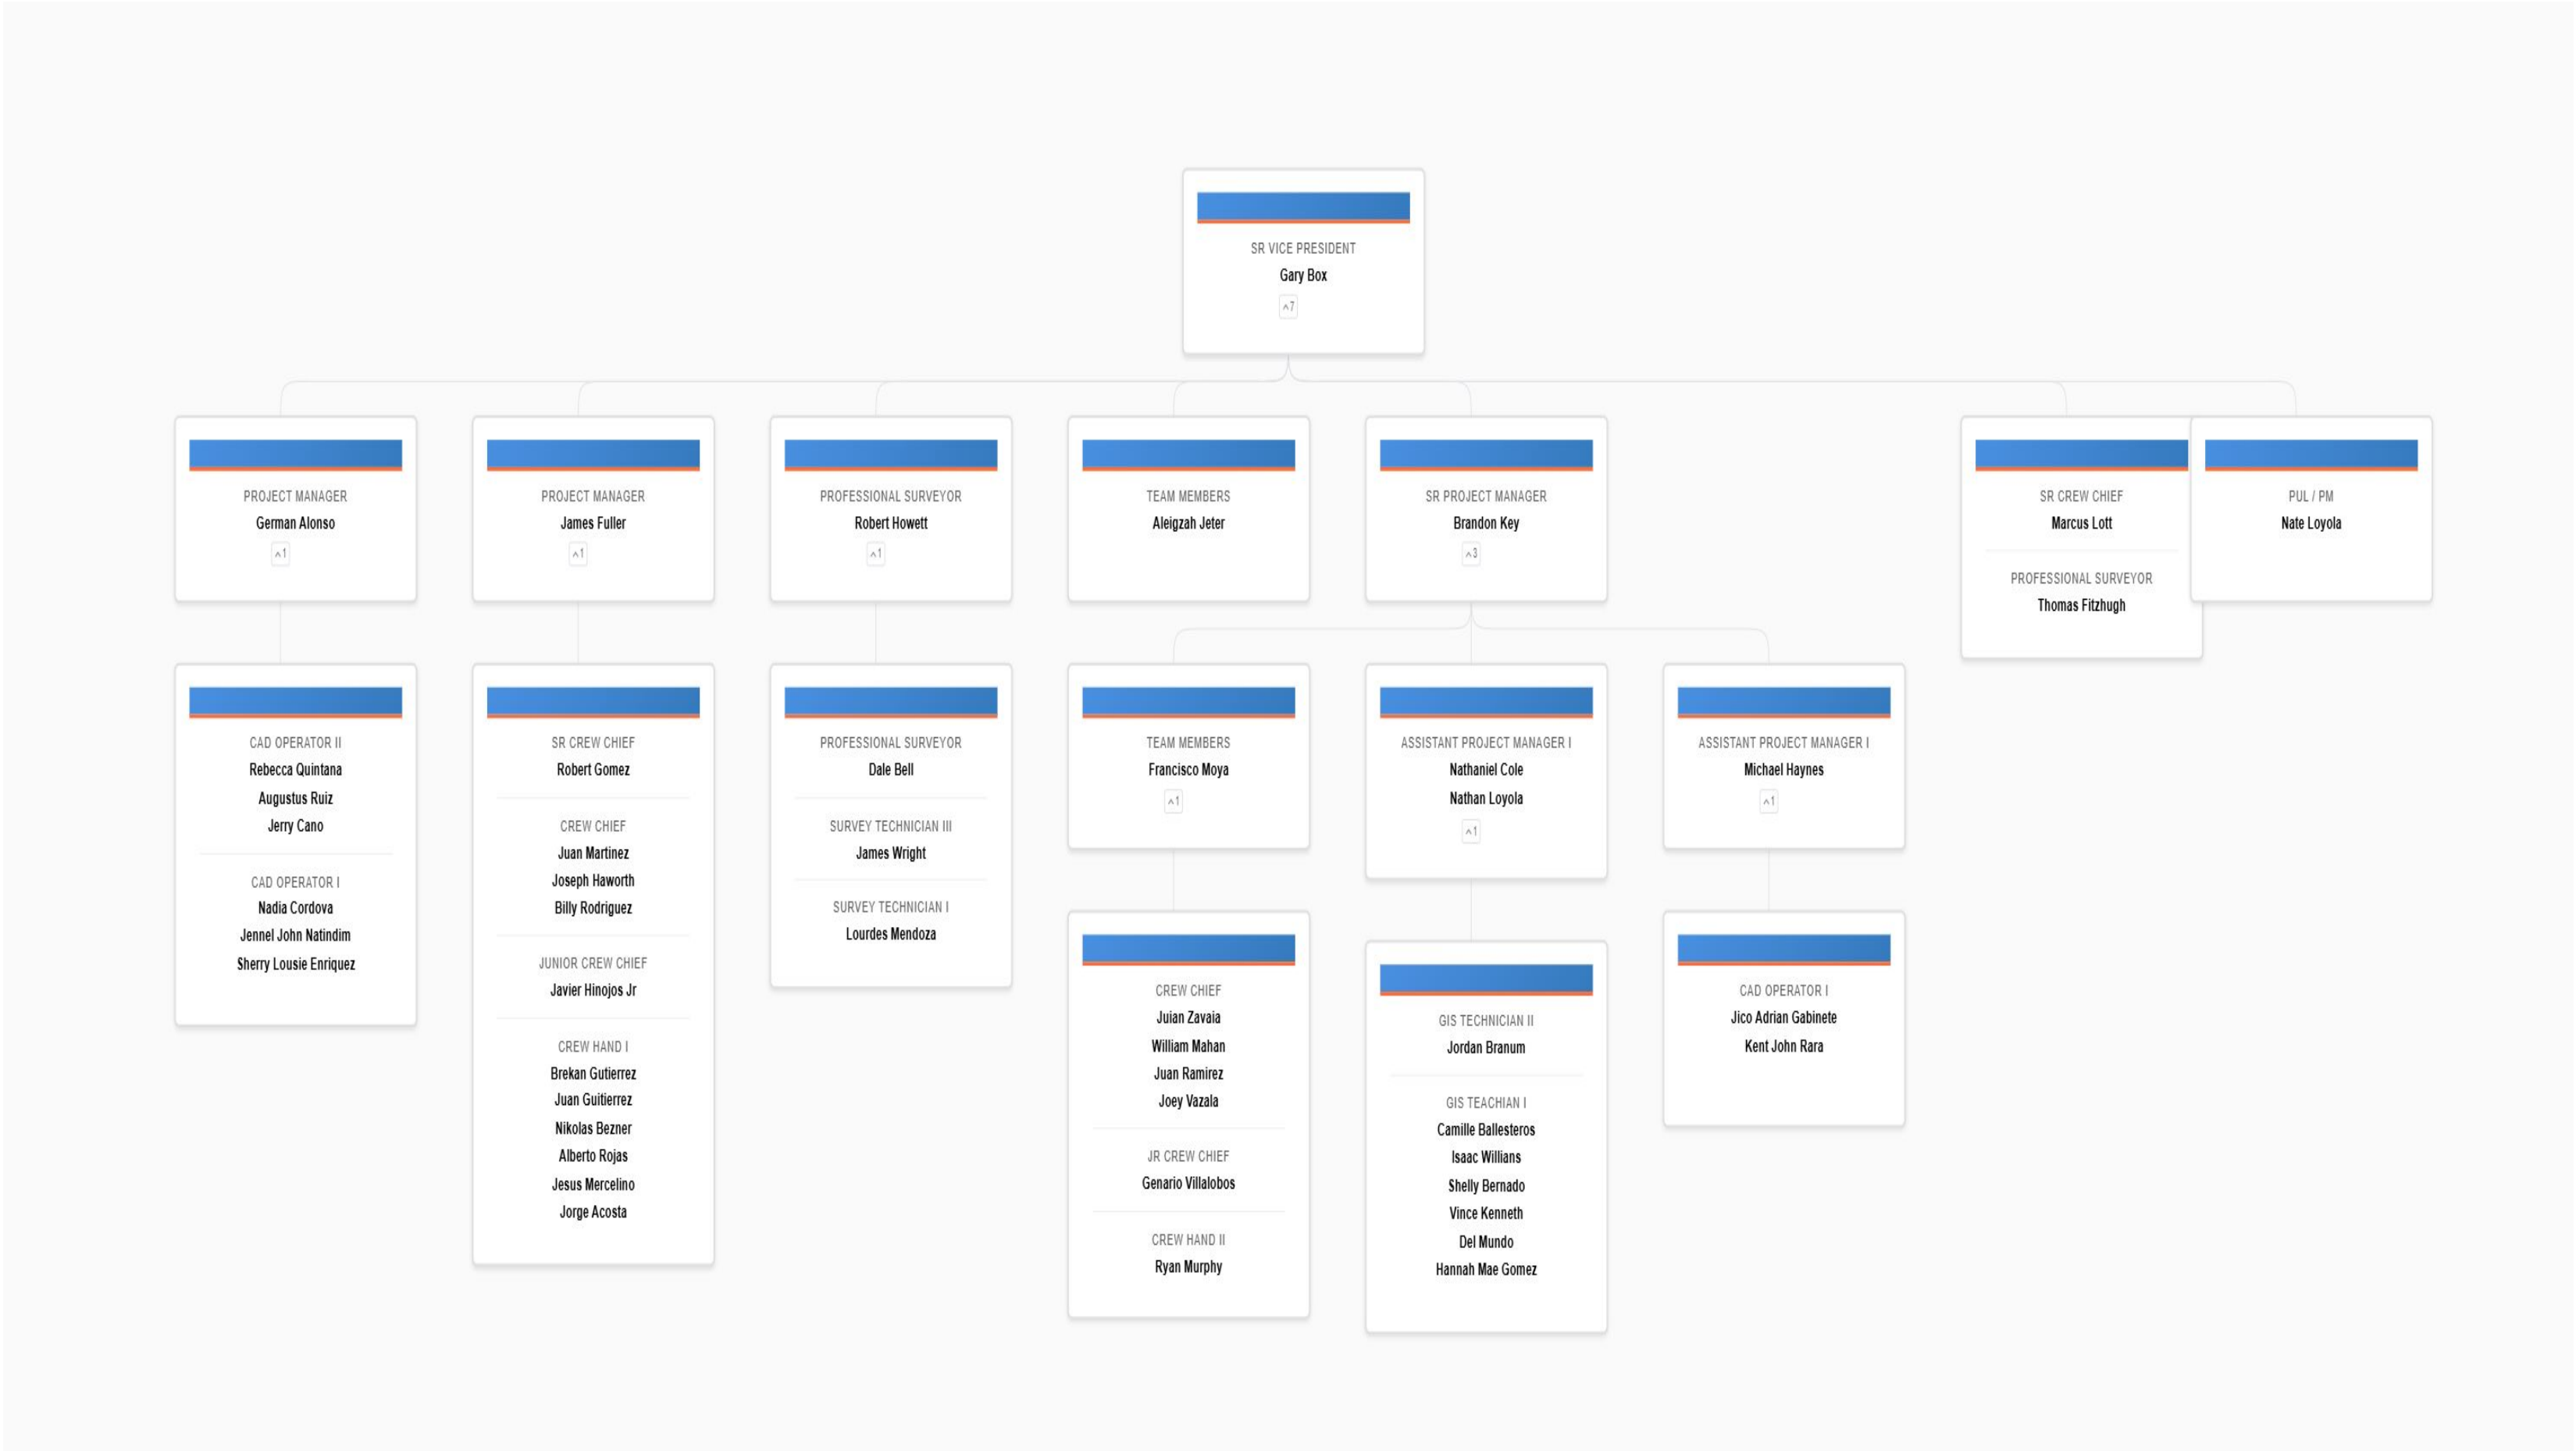 SR VICE PRESIDENT
Gary Box
^7
PROJECT MANAGER
German Alonso
^1
PROJECT MANAGER
James Fuller
^1
PROFESSIONAL SURVEYOR
Robert Howett
^1
TEAM MEMBERS
Aleigzah Jeter
SR PROJECT MANAGER
Brandon Key
^3
SR CREW CHIEF
Marcus Lott
PROFESSIONAL SURVEYOR
Thomas Fitzhugh
PUL / PM
Nate Loyola
CAD OPERATOR II
Rebecca Quintana
Augustus Ruiz
Jerry Cano
CAD OPERATOR I
Nadia Cordova
Jennel John Natindim
Sherry Lousie Enriquez
SR CREW CHIEF
Robert Gomez
CREW CHIEF
Juan Martinez
Joseph Haworth
Billy Rodriguez
JUNIOR CREW CHIEF
Javier Hinojos Jr
CREW HAND I
Brekan Gutierrez
Juan Guitierrez
Nikolas Bezner
Alberto Rojas
Jesus Mercelino
Jorge Acosta
PROFESSIONAL SURVEYOR
Dale Bell
SURVEY TECHNICIAN III
James Wright
SURVEY TECHNICIAN I
Lourdes Mendoza
TEAM MEMBERS
Francisco Moya
^1
ASSISTANT PROJECT MANAGER I
Nathaniel Cole
Nathan Loyola
^1
ASSISTANT PROJECT MANAGER I
Michael Haynes
^1
CREW CHIEF
Juian Zavaia
William Mahan
Juan Ramirez
Joey Vazala
JR CREW CHIEF
Genario Villalobos
CREW HAND II
Ryan Murphy
GIS TECHNICIAN II
Jordan Branum
GIS TEACHIAN I
Camille Ballesteros
Isaac Willians
Shelly Bernado
Vince Kenneth
Del Mundo
Hannah Mae Gomez
CAD OPERATOR I
Jico Adrian Gabinete
Kent John Rara